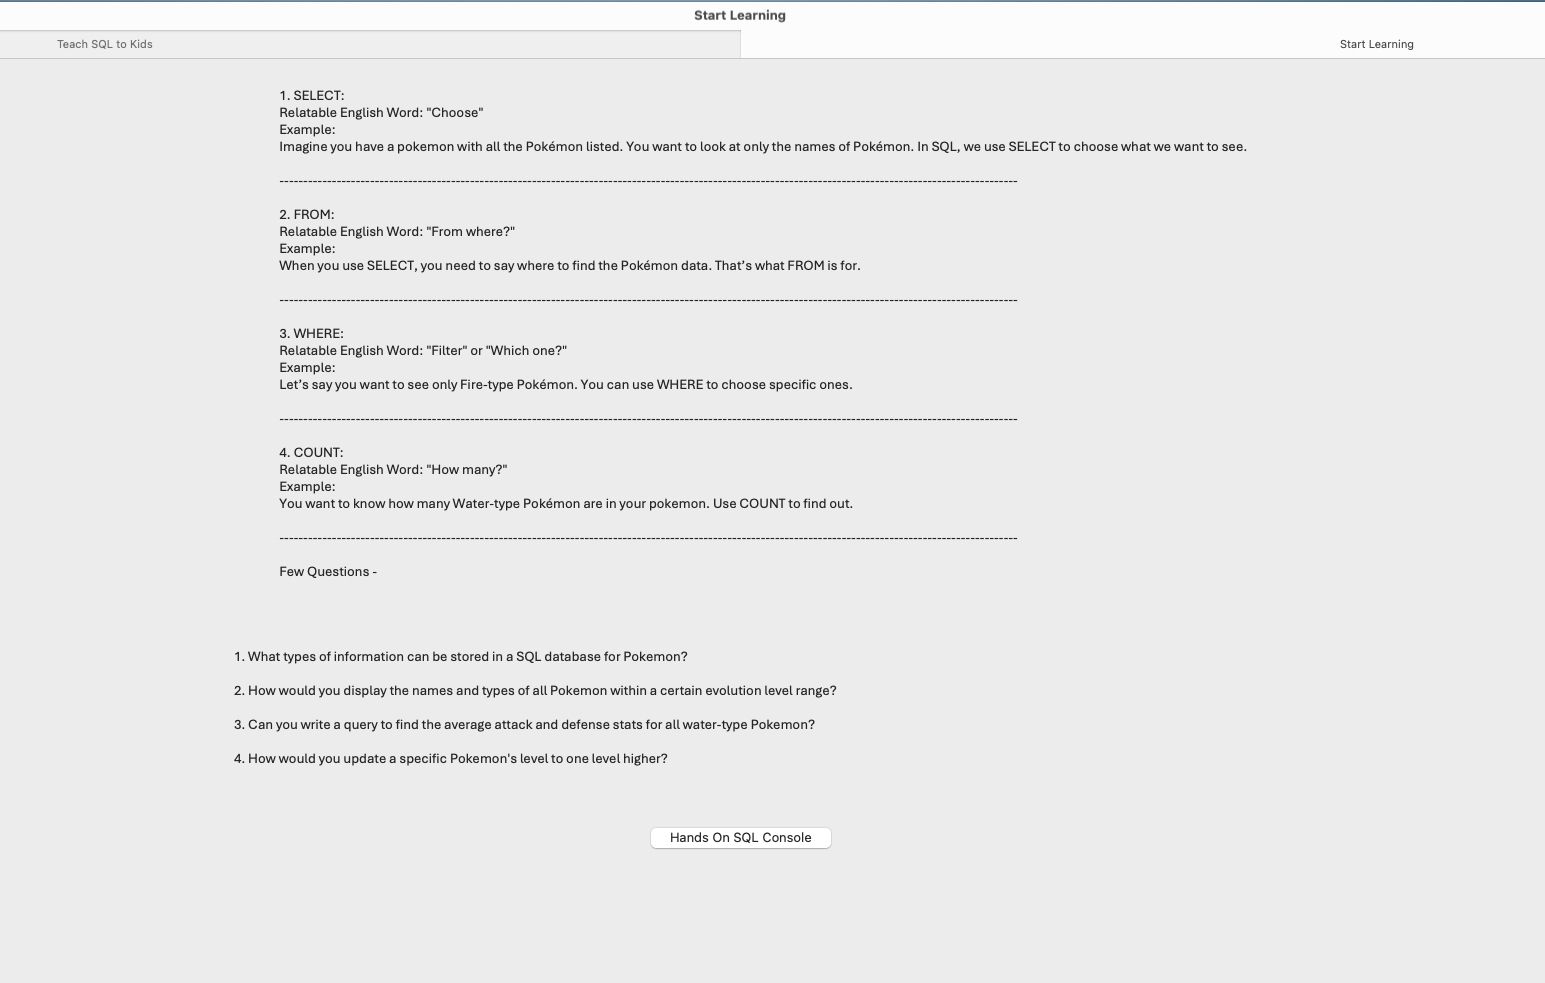 Start Learning
Teach SQL to Kids
Start Learning
1. SELECT:
Relatable English Word: "Choose"
Example:
Imagine you have a pokemon with all the Pokémon listed. You want to look at only the names of Pokémon. In SQL, we use SELECT to choose what we want to see.
----------------------------------------------------------------------------------------------------------------------------------------------------------
2. FROM:
Relatable English Word: "From where?"
Example:
When you use SELECT, you need to say where to find the Pokémon data. That’s what FROM is for.
----------------------------------------------------------------------------------------------------------------------------------------------------------
3. WHERE:
Relatable English Word: "Filter" or "Which one?"
Example:
Let’s say you want to see only Fire-type Pokémon. You can use WHERE to choose specific ones.
----------------------------------------------------------------------------------------------------------------------------------------------------------
4. COUNT:
Relatable English Word: "How many?"
Example:
You want to know how many Water-type Pokémon are in your pokemon. Use COUNT to find out.
----------------------------------------------------------------------------------------------------------------------------------------------------------
Few Questions -
1. What types of information can be stored in a SQL database for Pokemon?
2. How would you display the names and types of all Pokemon within a certain evolution level range?
3. Can you write a query to find the average attack and defense stats for all water-type Pokemon?
4. How would you update a specific Pokemon's level to one level higher?
Hands On SQL Console